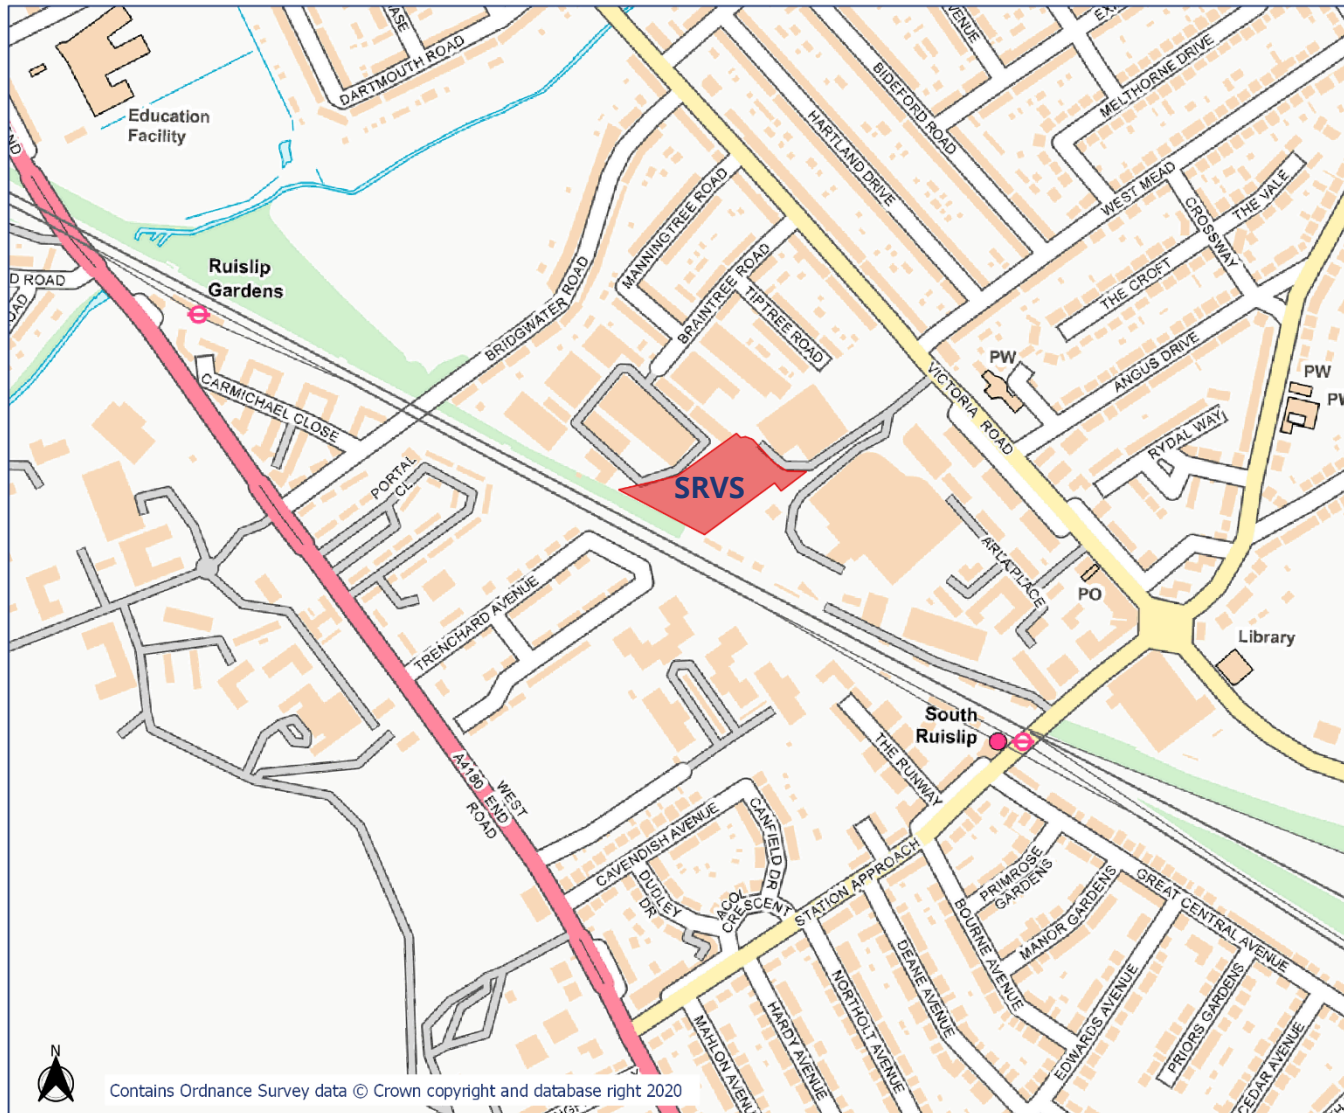 DARTMOUTH ROAD
Education
Facility
BIDEFORD ROAD
MELTHORNE DRIVE
HARTLAND DRIVE
WEST MEAD
THE VALE
CROSSWAY
MANNINGTREE ROAD
THE CROFT
Ruislip
Gardens
BRIDGWATER ROAD
BRAINTREE ROAD
TIPTREE ROAD
D ROAD
OAD
END
PW
PW
PW
ANGUS DRIVE
VICTORIA ROAD
CARMICHAEL CLOSE
RYDAL WAY
PORTAL
CL
SRVS
ARLA PLACE
PO
TRENCHARD AVENUE
Library
South
Ruislip
THE RUNWAY
WEST
A4180 END
ROAD
CAVENDISH AVENUE
CANFIELD DR
DUDLEY
DR
ACOL
CRESCENT
STATION APPROACH
PRIMROSE
GARDENS
MANOR GARDENS
GREAT CENTRAL AVENUE
BOURNE AVENUE
DEANE AVENUE
NORTHOLT AVENUE
HARDY AVENUE
MAHLON AVENUE
EDWARDS AVENUE
PRIORS GARDENS
CEDAR AVENUE
N
Contains Ordnance Survey data © Crown copyright and database right 2020